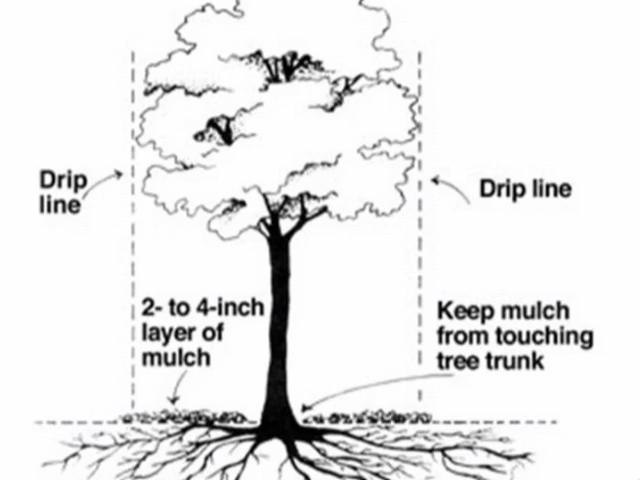 Drip
line
Drip line
2- to 4-inch
layer of
mulch
Keep mulch
from touching
tree trunk